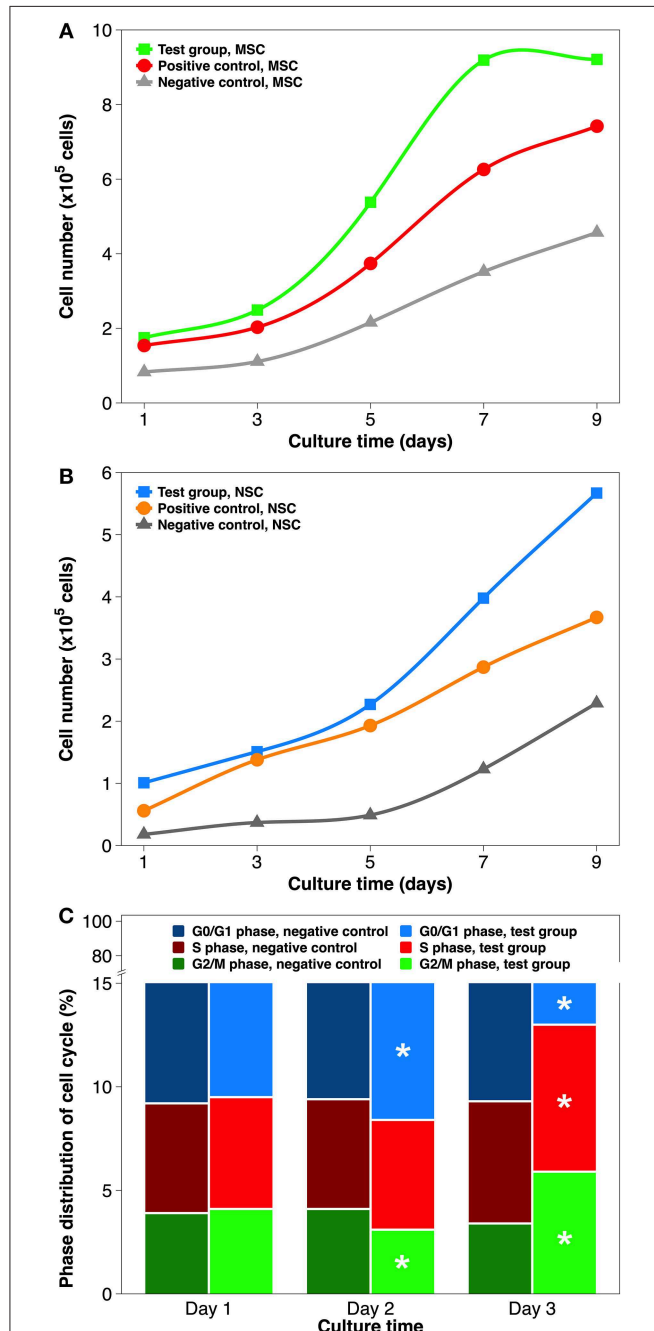 A
10
8
6
4
2
0
Cell number (x10⁵ cells)
Test group, MSC
Positive control, MSC
Negative control, MSC
1 3 5 7 9
Culture time (days)
B
6
5
4
3
2
1
0
Cell number (x10⁵ cells)
Test group, NSC
Positive control, NSC
Negative control, NSC
1 3 5 7 9
Culture time (days)
C
100
80
15
10
5
0
Phase distribution of cell cycle (%)
G0/G1 phase, negative control G0/G1 phase, test group
S phase, negative control S phase, test group
G2/M phase, negative control G2/M phase, test group
*
*
*
*
*
Day 1 Day 2 Day 3
Culture time